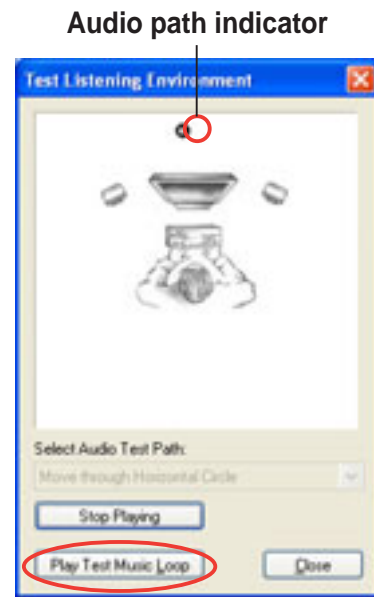 Audio path indicator
Test Listening Environment
Select Audio Test Path:
Move through Horizontal Circle
Stop Playing
Play Test Music Loop
Close